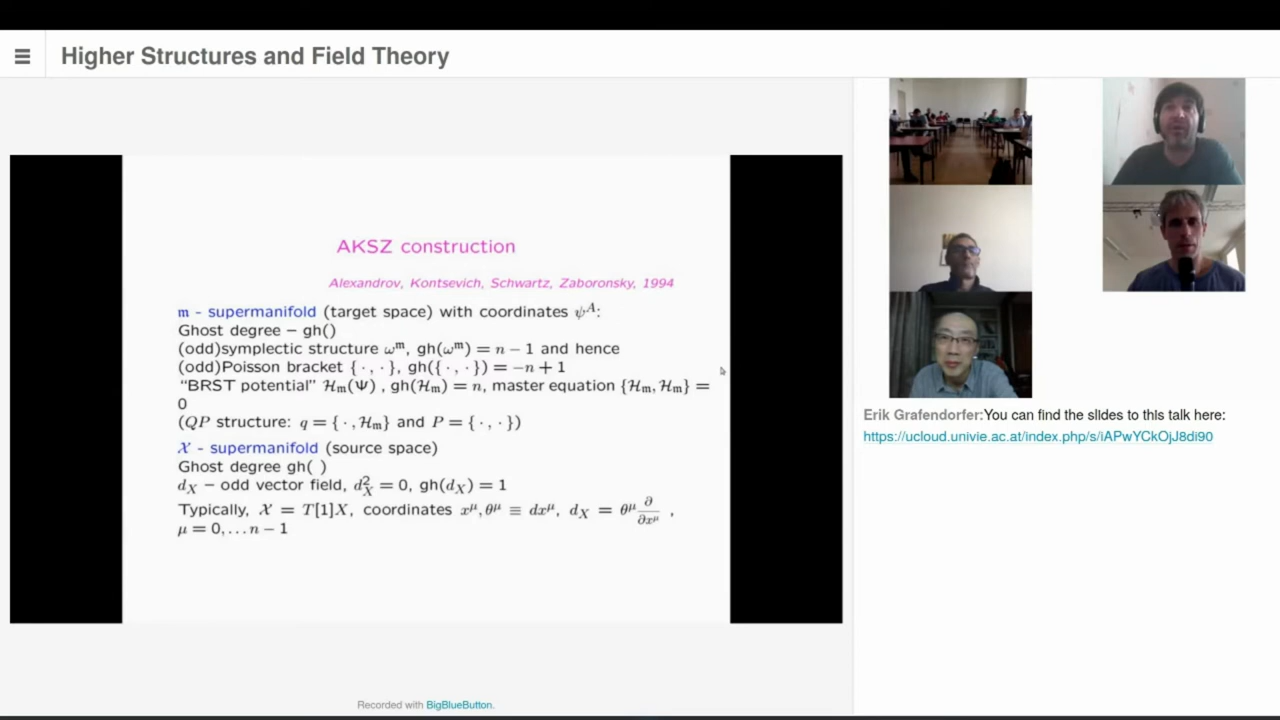 Higher Structures and Field Theory
AKSZ construction
Alexandrov, Kontsevich, Schwartz, Zaboronsky, 1994
𝔪 - supermanifold (target space) with coordinates ψ^A:
Ghost degree – gh()
(odd)symplectic structure ω^𝔪, gh(ω^𝔪) = n − 1 and hence
(odd)Poisson bracket {·,·}, gh({·,·}) = −n + 1
“BRST potential” ℋ_𝔪(Ψ) , gh(ℋ_𝔪) = n, master equation {ℋ_𝔪, ℋ_𝔪} =
0
(QP structure: q = {·, ℋ_𝔪} and P = {·,·})
𝒳 - supermanifold (source space)
Ghost degree gh( )
d_X – odd vector field, d_X^2 = 0, gh(d_X) = 1
Typically, 𝒳 = T[1]X, coordinates x^μ, θ^μ ≡ dx^μ, d_X = θ^μ ∂/∂x^μ ,
μ = 0, … n − 1
Erik Grafendorfer:You can find the slides to this talk here:
https://ucloud.univie.ac.at/index.php/s/iAPwYCkOjJ8di90
Recorded with BigBlueButton.